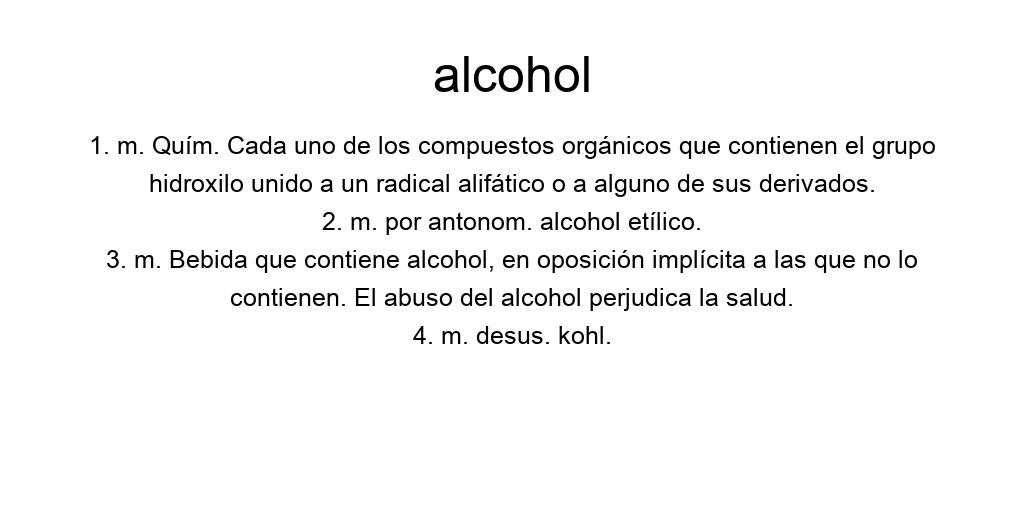 alcohol
1. m. Quím. Cada uno de los compuestos orgánicos que contienen el grupo
hidroxilo unido a un radical alifático o a alguno de sus derivados.
2. m. por antonom. alcohol etílico.
3. m. Bebida que contiene alcohol, en oposición implícita a las que no lo
contienen. El abuso del alcohol perjudica la salud.
4. m. desus. kohl.